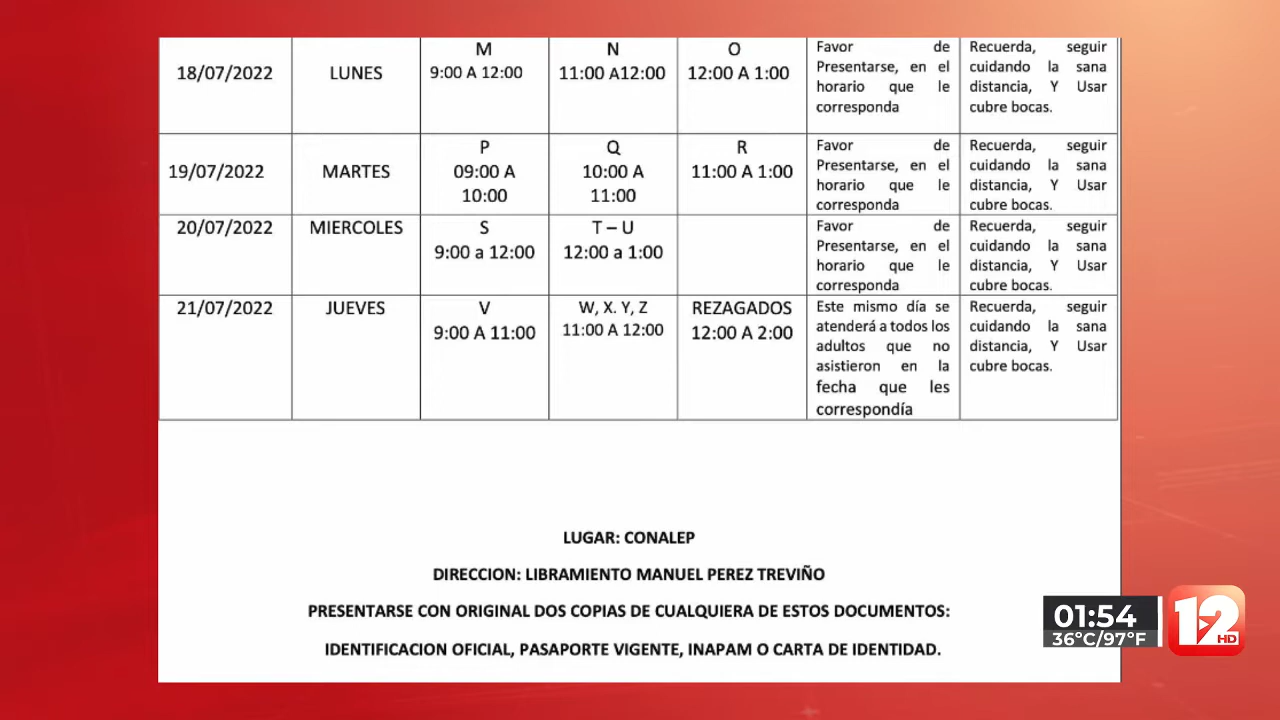 18/07/2022
LUNES
M
9:00 A 12:00
N
11:00 A12:00
O
12:00 A 1:00
Favor de
Presentarse, en el
horario que le
corresponda
Recuerda, seguir
cuidando la sana
distancia, Y Usar
cubre bocas.
19/07/2022
MARTES
P
09:00 A
10:00
Q
10:00 A
11:00
R
11:00 A 1:00
Favor de
Presentarse, en el
horario que le
corresponda
Recuerda, seguir
cuidando la sana
distancia, Y Usar
cubre bocas.
20/07/2022
MIERCOLES
S
9:00 a 12:00
T – U
12:00 a 1:00
Favor de
Presentarse, en el
horario que le
corresponda
Recuerda, seguir
cuidando la sana
distancia, Y Usar
cubre bocas.
21/07/2022
JUEVES
V
9:00 A 11:00
W, X. Y, Z
11:00 A 12:00
REZAGADOS
12:00 A 2:00
Este mismo día se
atenderá a todos los
adultos que no
asistieron en la
fecha que les
correspondía
Recuerda, seguir
cuidando la sana
distancia, Y Usar
cubre bocas.
LUGAR: CONALEP
DIRECCION: LIBRAMIENTO MANUEL PEREZ TREVIÑO
PRESENTARSE CON ORIGINAL DOS COPIAS DE CUALQUIERA DE ESTOS DOCUMENTOS:
IDENTIFICACION OFICIAL, PASAPORTE VIGENTE, INAPAM O CARTA DE IDENTIDAD.
01:54
36°C/97°F
12
HD